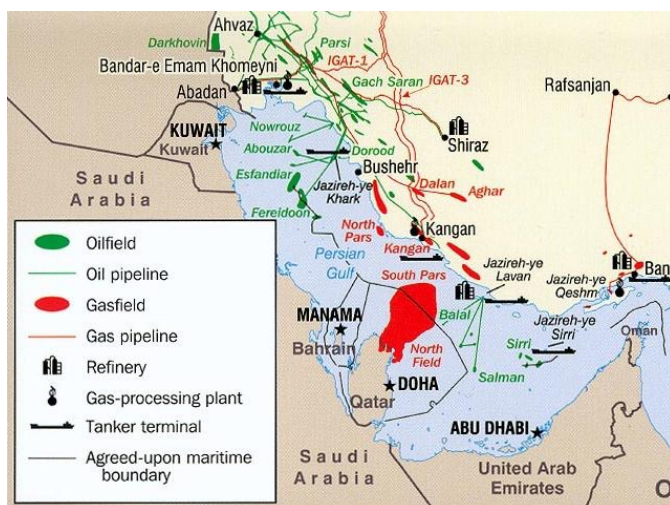 Ahvaz
Darkhovin
Parsi
Bandar-e Emam Khomeyni
IGAT-1
Gach Saran
IGAT-3
Abadan
Rafsanjan
KUWAIT
Kuwait
Nowrouz
Abouzar
Dorood
Shiraz
Saudi
Arabia
Esfandiar
Jazireh-ye
Khark
Bushehr
Dalan
Aghar
Fereidoon
North
Pars
Kangan
Kangan
Persian
Gulf
South Pars
Jazireh-ye
Lavan
Jazireh-ye
Qeshm
Ban
MANAMA
Bahrain
Balal
Jazireh-ye
Sirri
Oman
North
Field
Sirri
Salman
DOHA
Qatar
ABU DHABI
Saudi
Arabia
United Arab
Emirates
O
Oilfield
Oil pipeline
Gasfield
Gas pipeline
Refinery
Gas-processing plant
Tanker terminal
Agreed-upon maritime
boundary